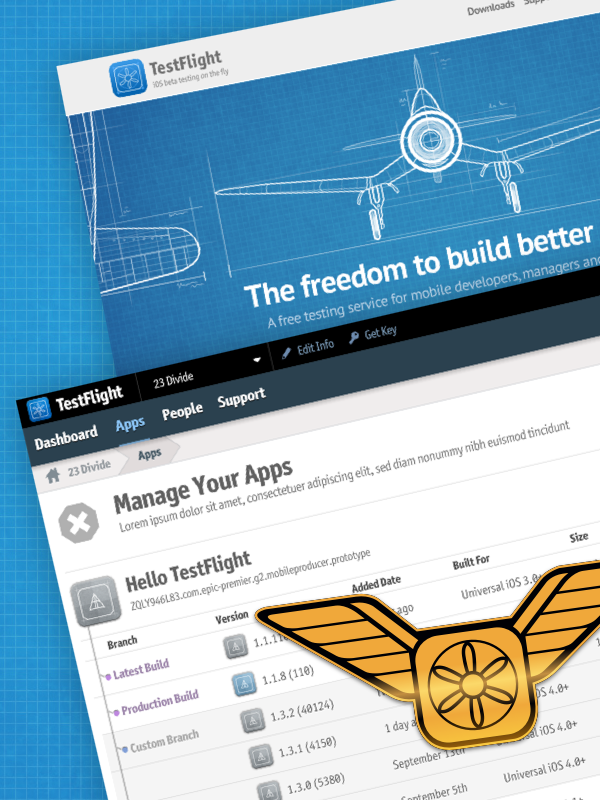 Downloads
TestFlight
iOS beta testing on the fly
The freedom to build better
A free testing service for mobile developers, managers and
TestFlight
23 Divide
Edit Info
Get Key
Dashboard
Apps
People
Support
23 Divide
Apps
Manage Your Apps
Lorem ipsum dolor sit amet, consectetuer adipiscing elit, sed diam nonummy nibh euismod tincidunt
Hello TestFlight
ZQLY946L83.com.epic-premier.g2.mobileproducer.prototype
Branch
Version
Added Date
Built For
Size
Latest Build
ago
Universal iOS 3.0+
Production Build
1.1.8 (110)
iOS 4.0+
Custom Branch
1.3.2 (40124)
1 day
Universal iOS 4.0+
1.3.1 (4150)
September 13th
Universal iOS 4.0+
1.3.0 (5380)
September 5th
Universal iOS 4.0+